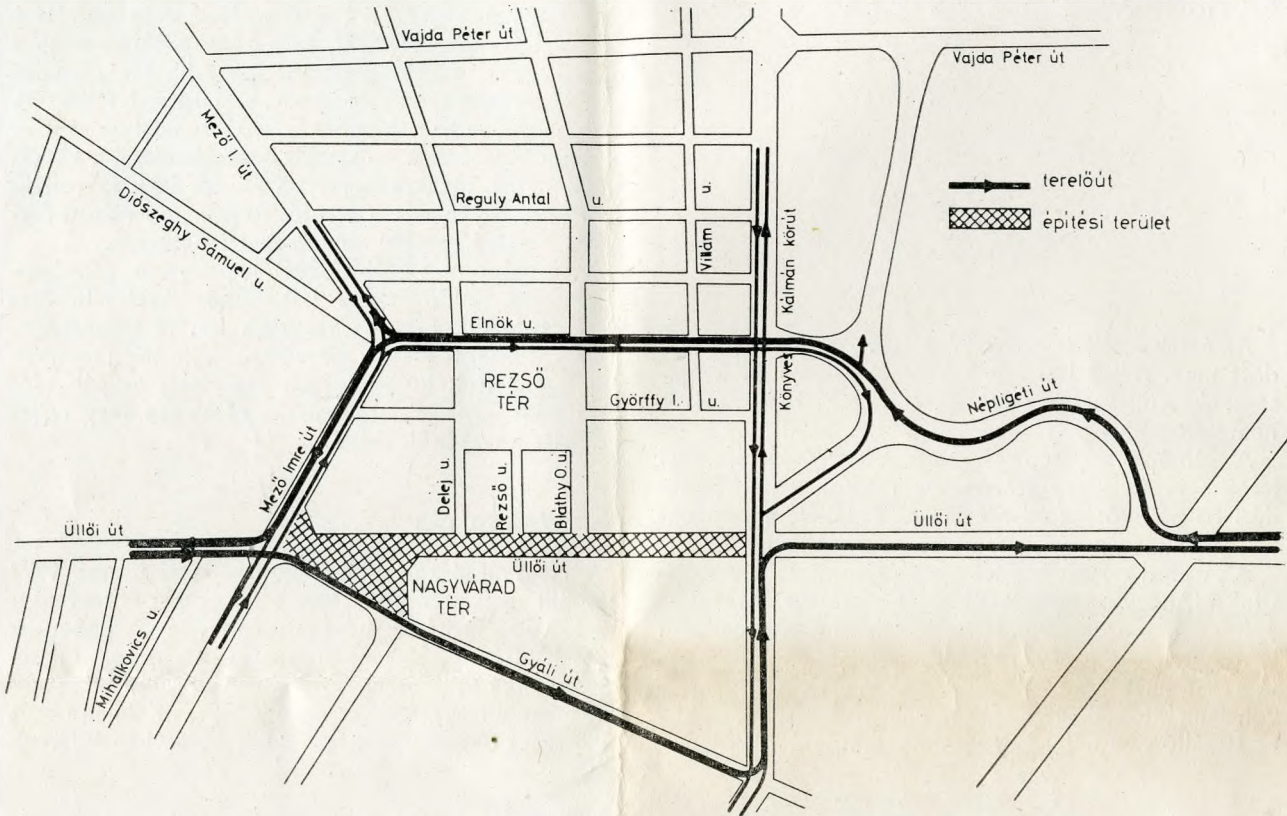 Vajda Péter út
Vajda Péter út
Mező I. út
Diószeghy Sámuel u.
Reguly Antal u.
Villám u.
Kálmán körút
terelőút
építési terület
Elnök u.
REZSŐ
TÉR
Györffy I. u.
Könyves
Népligeti út
Mező Imre út
Delej u.
Rezső u.
Bláthy O. u.
Üllői út
Üllői út
Üllői út
NAGYVÁRAD
TÉR
Mihálkovics u.
Gyáli út